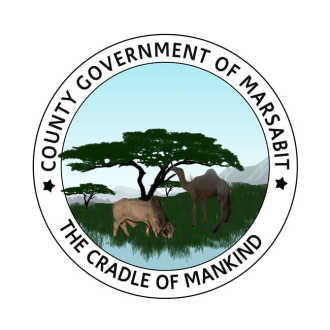 COUNTY GOVERNMENT OF MARSABIT
THE CRADLE OF MANKIND